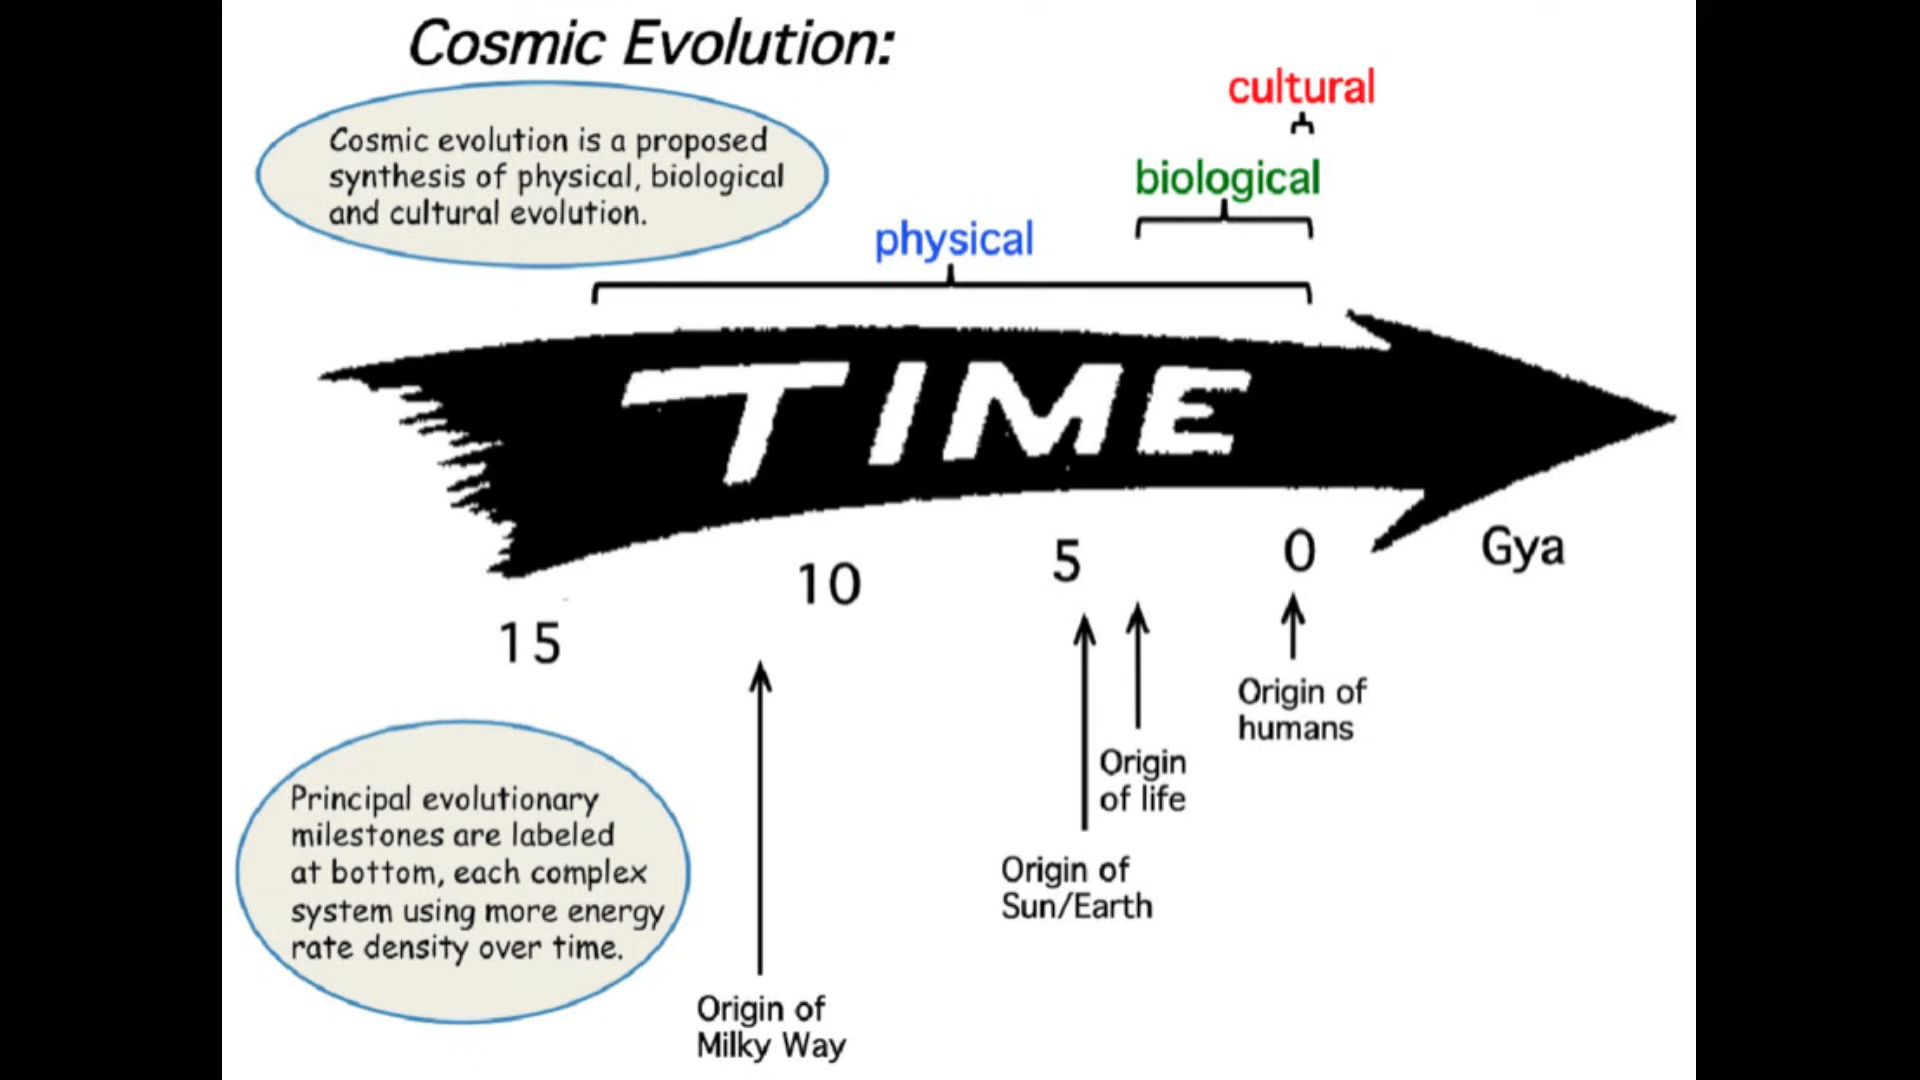 Cosmic Evolution:
Cosmic evolution is a proposed
synthesis of physical, biological
and cultural evolution.
cultural
biological
physical
TIME
15
10
5
0
Gya
Origin of
humans
Origin
of life
Origin of
Sun/Earth
Origin of
Milky Way
Principal evolutionary
milestones are labeled
at bottom, each complex
system using more energy
rate density over time.